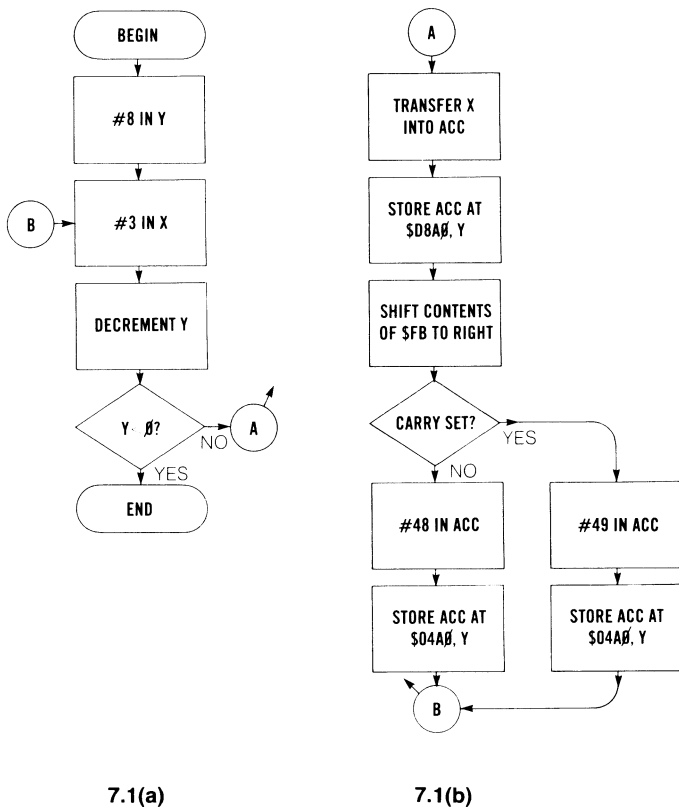 BEGIN
#8 IN Y
B
#3 IN X
DECREMENT Y
Y Ø?
NO
A
YES
END
7.1(a)
A
TRANSFER X
INTO ACC
STORE ACC AT
$D8AØ, Y
SHIFT CONTENTS
OF $FB TO RIGHT
CARRY SET?
YES
NO
#48 IN ACC
#49 IN ACC
STORE ACC AT
$04AØ, Y
STORE ACC AT
$04AØ, Y
B
7.1(b)